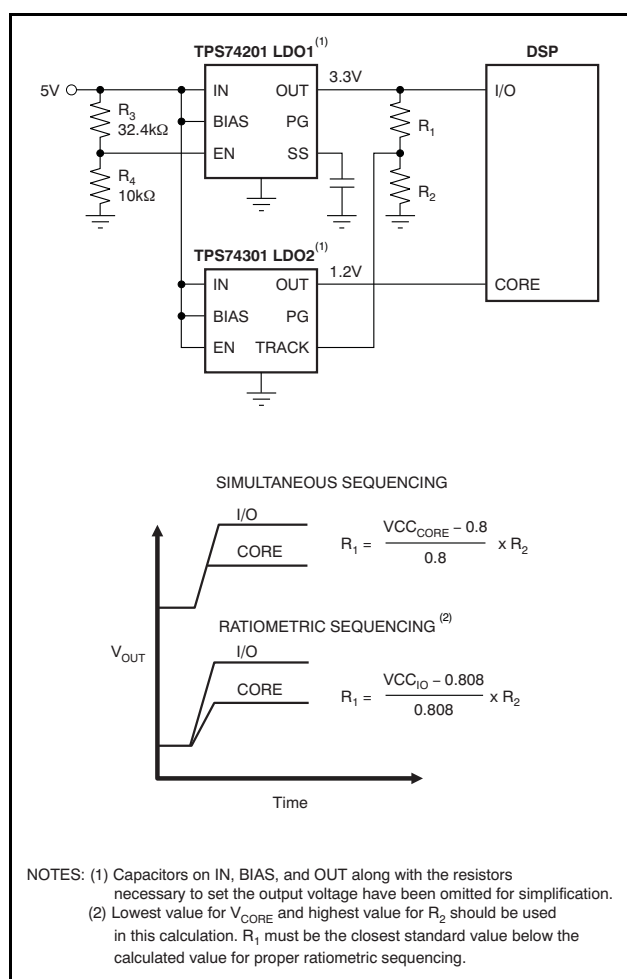 TPS74201 LDO1(1)
DSP
5V
IN OUT
3.3V
I/O
BIAS PG
EN SS
R3
32.4kΩ
R4
10kΩ
R1
R2
TPS74301 LDO2(1)
IN OUT
1.2V
CORE
BIAS PG
EN TRACK
SIMULTANEOUS SEQUENCING
I/O
CORE
R1 = VCCCORE − 0.8 / 0.8 x R2
RATIOMETRIC SEQUENCING (2)
VOUT
I/O
CORE
R1 = VCCIO − 0.808 / 0.808 x R2
Time
NOTES: (1) Capacitors on IN, BIAS, and OUT along with the resistors
necessary to set the output voltage have been omitted for simplification.
(2) Lowest value for VCORE and highest value for R2 should be used
in this calculation. R1 must be the closest standard value below the
calculated value for proper ratiometric sequencing.